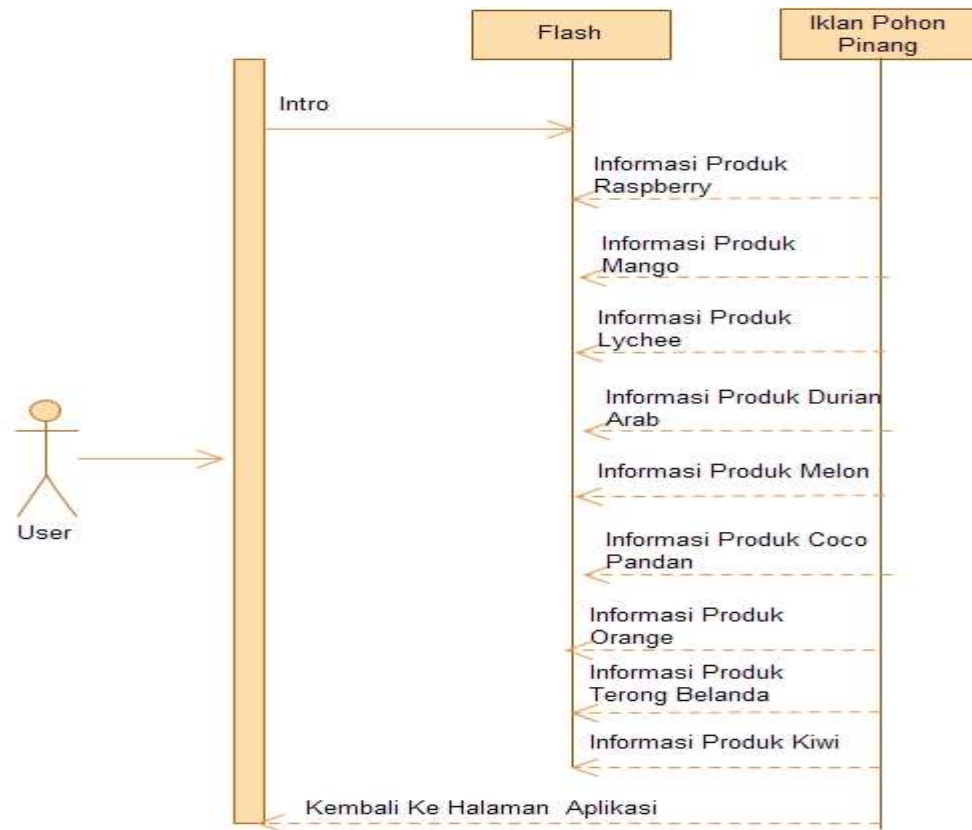 Flash
Iklan Pohon
Pinang
Intro
Informasi Produk
Raspberry
Informasi Produk
Mango
Informasi Produk
Lychee
Informasi Produk Durian
Arab
Informasi Produk Melon
User
Informasi Produk Coco
Pandan
Informasi Produk
Orange
Informasi Produk
Terong Belanda
Informasi Produk Kiwi
Kembali Ke Halaman Aplikasi